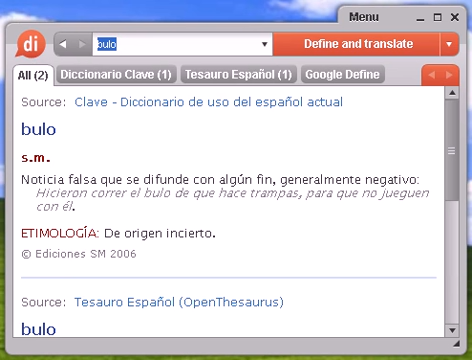 Menu
di
bulo
Define and translate
All (2)
Diccionario Clave (1)
Tesauro Español (1)
Google Define
Source: Clave - Diccionario de uso del español actual
bulo
s.m.
Noticia falsa que se difunde con algún fin, generalmente negativo:
Hicieron correr el bulo de que hace trampas, para que no jueguen
con él.
ETIMOLOGÍA: De origen incierto.
© Ediciones SM 2006
Source: Tesauro Español (OpenThesaurus)
bulo